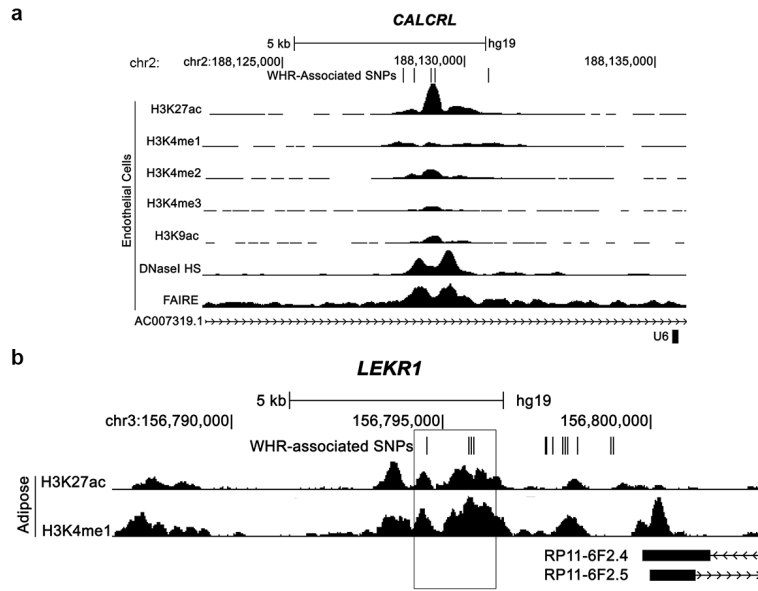 a
CALCRL
5 kb hg19
chr2: chr2:188,125,000| 188,130,000| 188,135,000|
WHR-Associated SNPs
Endothelial Cells
H3K27ac
H3K4me1
H3K4me2
H3K4me3
H3K9ac
DNaseI HS
FAIRE
AC007319.1
U6
b
LEKR1
5 kb hg19
chr3:156,790,000| 156,795,000| 156,800,000|
WHR-associated SNPs
Adipose
H3K27ac
H3K4me1
RP11-6F2.4
RP11-6F2.5